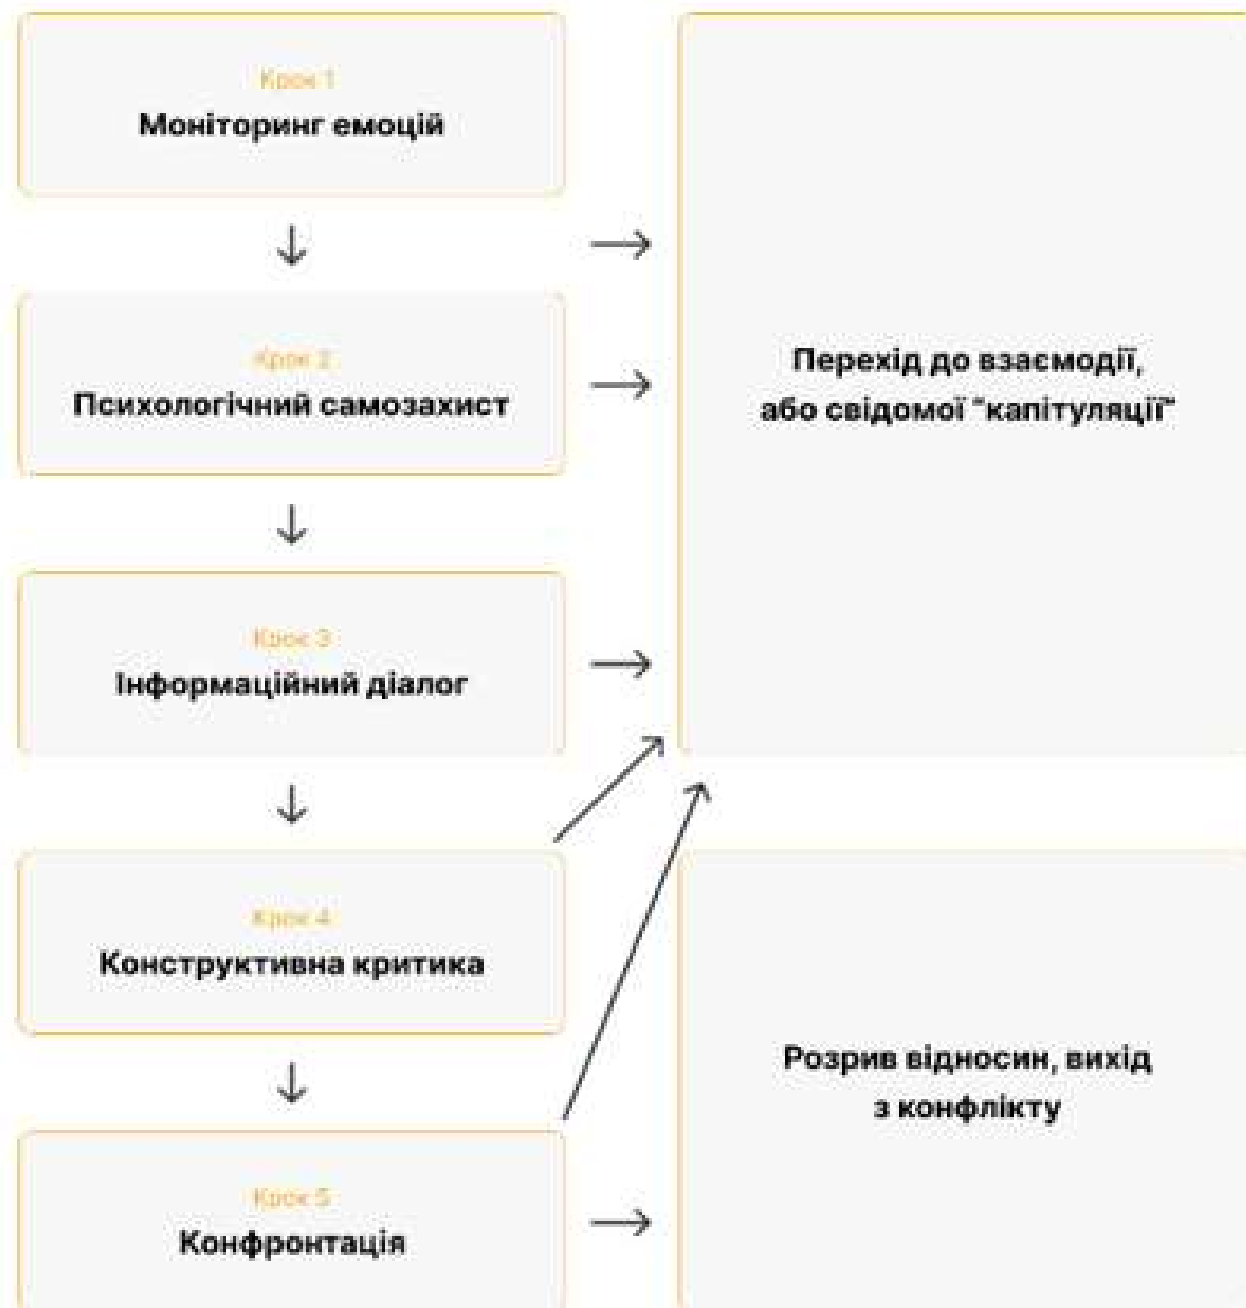 Крок 1
Моніторинг емоцій
Крок 2
Психологічний самозахист
Крок 3
Інформаційний діалог
Крок 4
Конструктивна критика
Крок 5
Конфронтація
Перехід до взаємодії,
або свідомої "капітуляції"
Розрив відносин, вихід
з конфлікту